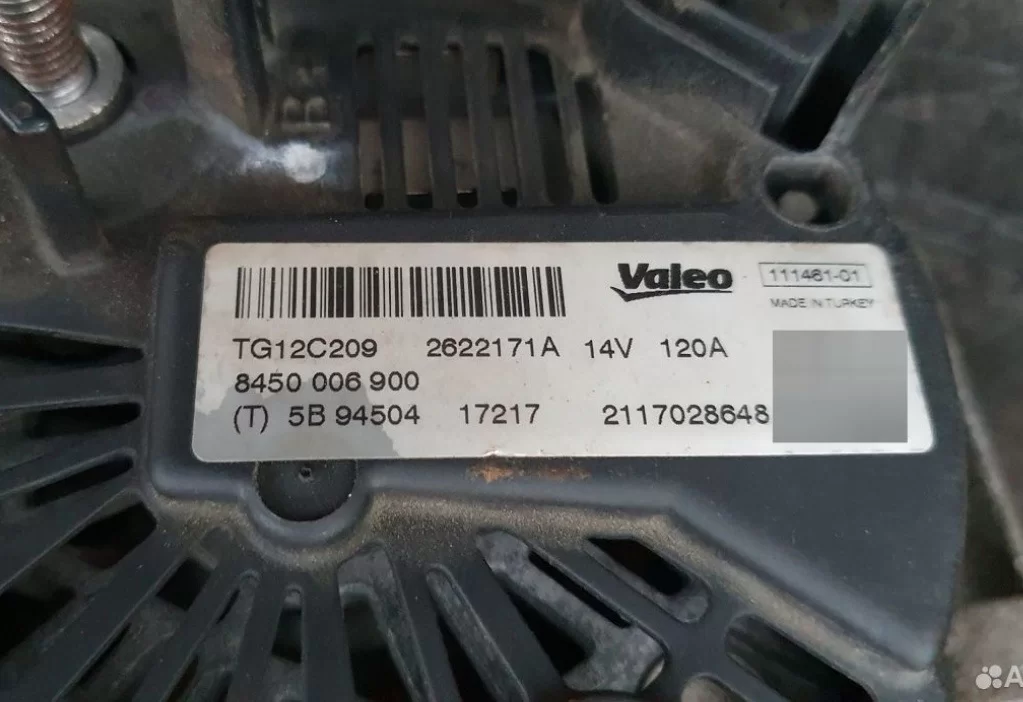 Valeo 111461-01
MADE IN TURKEY
TG12C209 2622171A 14V 120A
8450 006 900
(T) 5B 94504 17217 2117028648